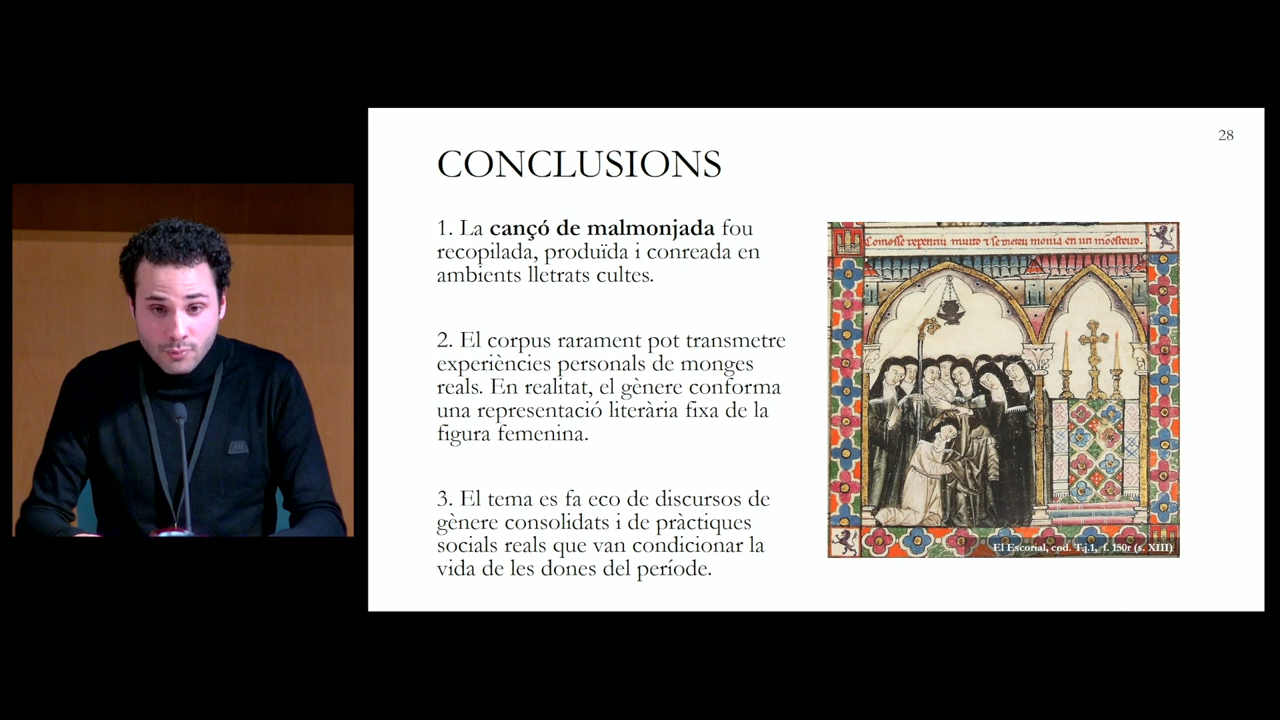 28
CONCLUSIONS
1. La cançó de malmonjada fou
recopilada, produïda i conreada en
ambients lletrats cultes.
2. El corpus rarament pot transmetre
experiències personals de monges
reals. En realitat, el gènere conforma
una representació literària fixa de la
figura femenina.
3. El tema es fa eco de discursos de
gènere consolidats i de pràctiques
socials reals que van condicionar la
vida de les dones del període.
El Escorial, cod. T.j.1, f. 150r (s. XIII)